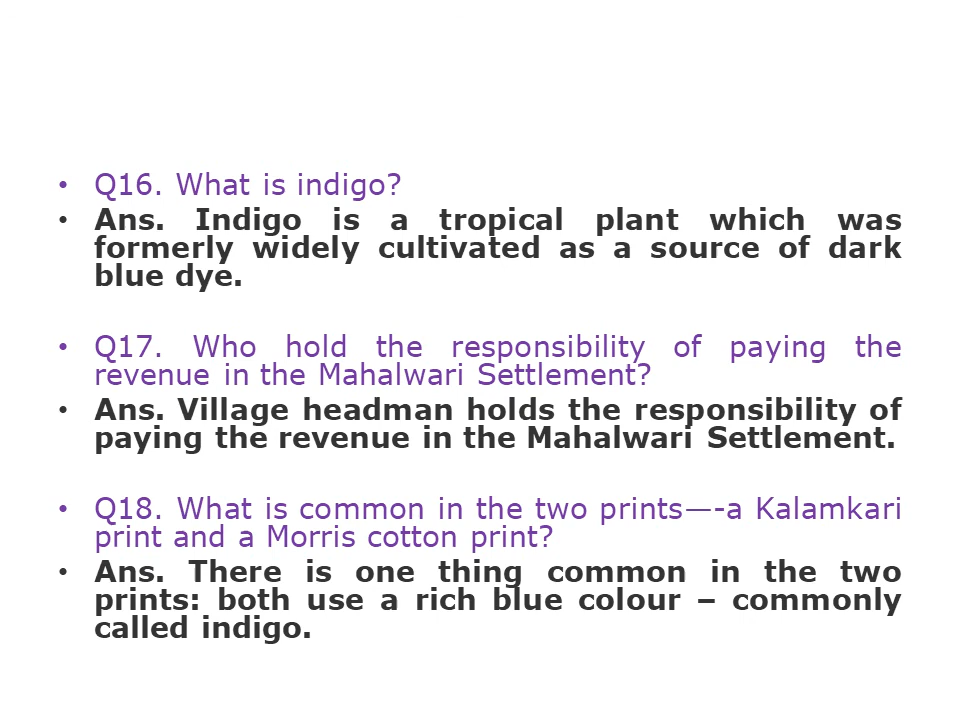 • Q16. What is indigo?
• Ans. Indigo is a tropical plant which was
formerly widely cultivated as a source of dark
blue dye.
• Q17. Who hold the responsibility of paying the
revenue in the Mahalwari Settlement?
• Ans. Village headman holds the responsibility of
paying the revenue in the Mahalwari Settlement.
• Q18. What is common in the two prints—-a Kalamkari
print and a Morris cotton print?
• Ans. There is one thing common in the two
prints: both use a rich blue colour – commonly
called indigo.